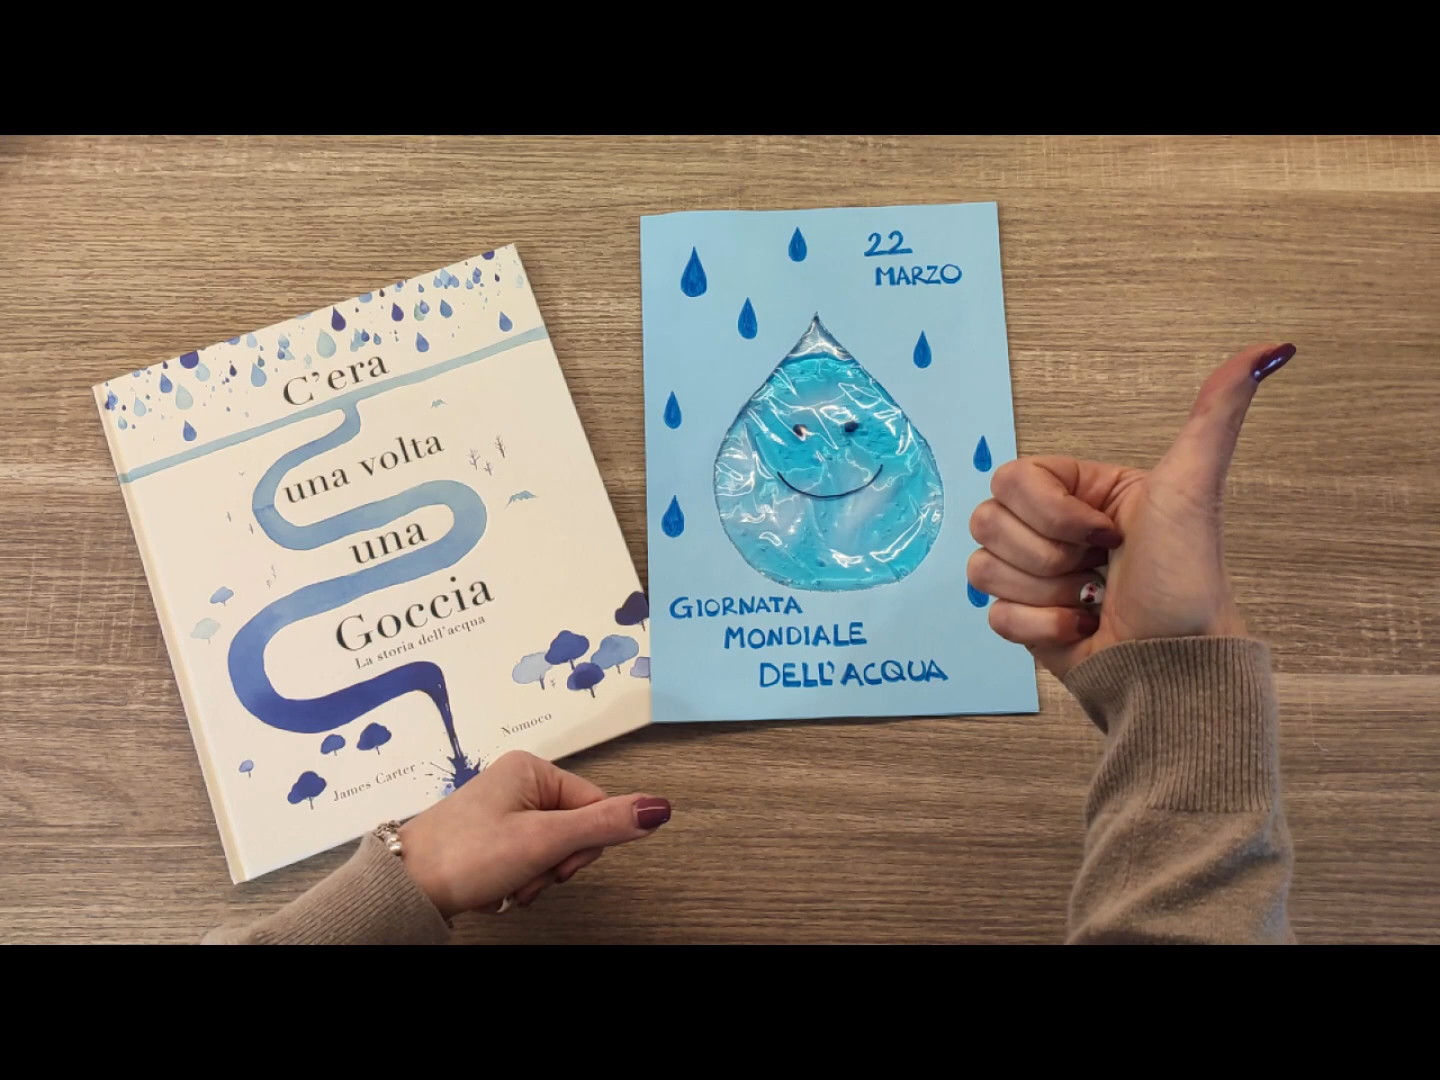 C'era
una volta
una
Goccia
La storia dell'acqua
James Carter
Nomoco
22
MARZO
GIORNATA
MONDIALE
DELL'ACQUA